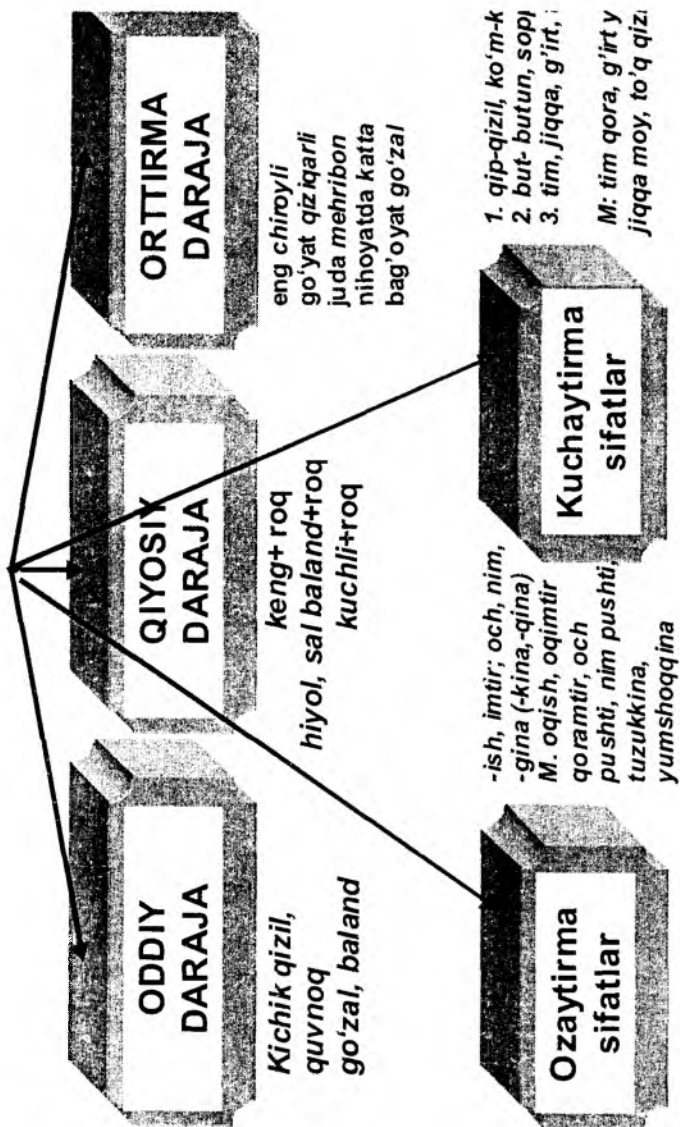 ODDIY
DARAJA
Kichik qizil,
quvnoq
go‘zal, baland
QIYOSIY
DARAJA
keng+ roq
hiyol, sal baland+roq
kuchli+roq
ORTTIRMA
DARAJA
eng chiroyli
go‘yat qiziqarli
juda mehribon
nihoyatda katta
bag’oyat go‘zal
Ozaytirma
sifatlar
-ish, imtir; och, nim,
-gina (-kina,-qina)
M. oqish, oqimtir
qoramtir, och
pushti, nim pushti,
tuzukkina,
yumshoqqina
Kuchaytirma
sifatlar
1. qip-qizil, ko‘m-k
2. but- butun, sop
3. tim, jiqqa, g’irt,
M: tim qora, g’irt y
jiqqa moy, to’q